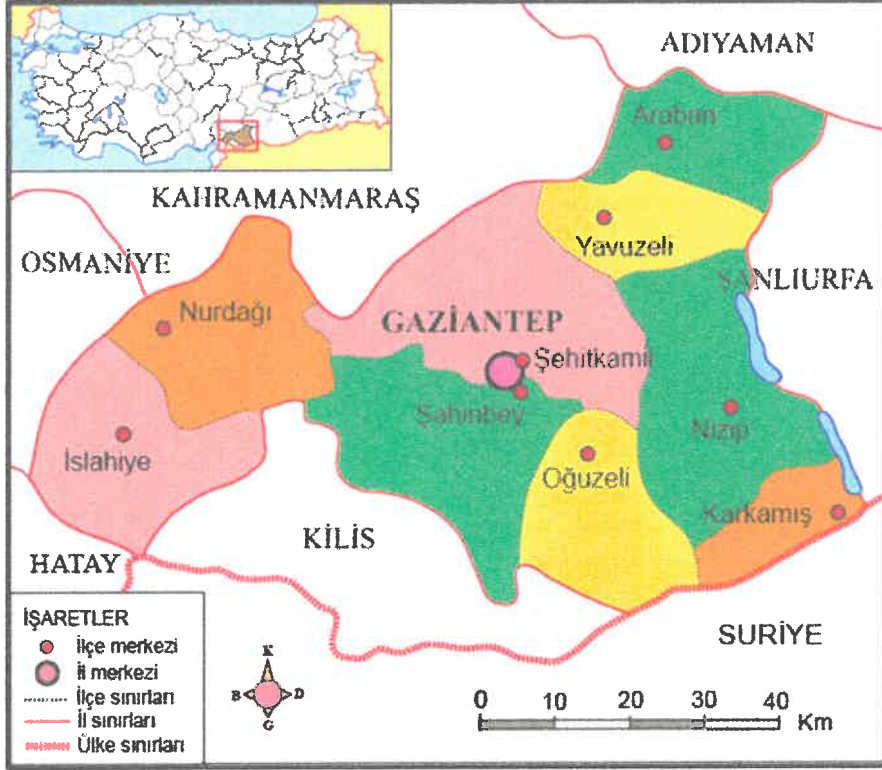 ADIYAMAN
Araban
KAHRAMANMARAŞ
Yavuzeli
OSMANİYE
ŞANLIURFA
Nurdağı
GAZİANTEP
Şehitkamil
Şahinbey
Nizip
İslahiye
Oğuzeli
Karkamış
KİLİS
HATAY
SURİYE
İŞARETLER
İlçe merkezi
İl merkezi
İlçe sınırları
İl sınırları
Ülke sınırları
K
B D
G
0 10 20 30 40
Km